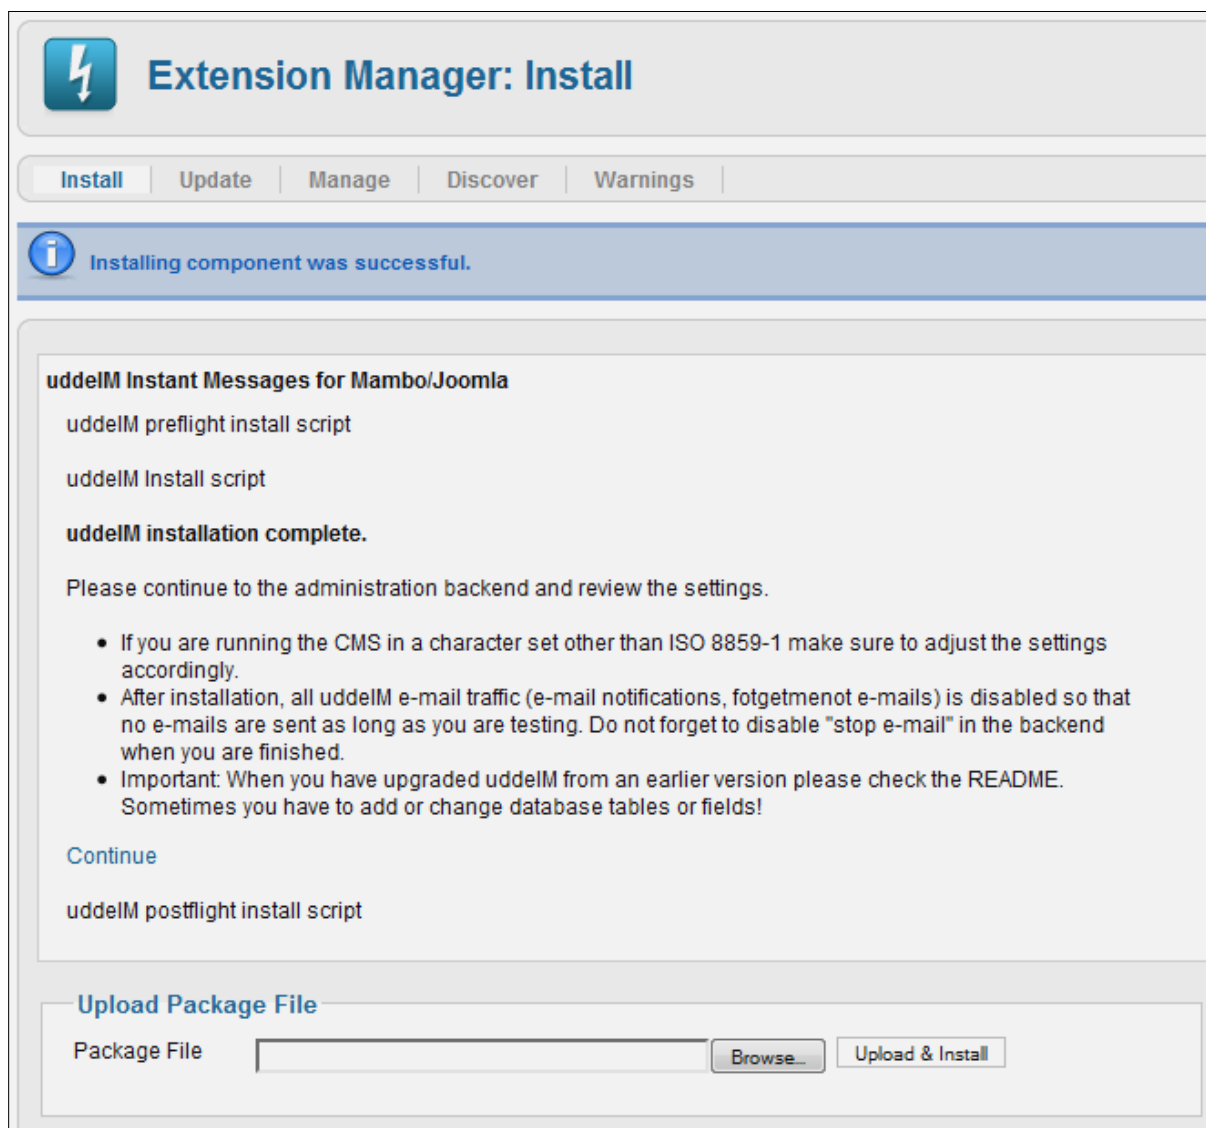 Extension Manager: Install
Install Update Manage Discover Warnings
Installing component was successful.
uddeIM Instant Messages for Mambo/Joomla
uddeIM preflight install script
uddeIM Install script
uddeIM installation complete.
Please continue to the administration backend and review the settings.
• If you are running the CMS in a character set other than ISO 8859-1 make sure to adjust the settings
accordingly.
• After installation, all uddeIM e-mail traffic (e-mail notifications, fotgetmenot e-mails) is disabled so that
no e-mails are sent as long as you are testing. Do not forget to disable "stop e-mail" in the backend
when you are finished.
• Important: When you have upgraded uddeIM from an earlier version please check the README.
Sometimes you have to add or change database tables or fields!
Continue
uddeIM postflight install script
Upload Package File
Package File Browse... Upload & Install